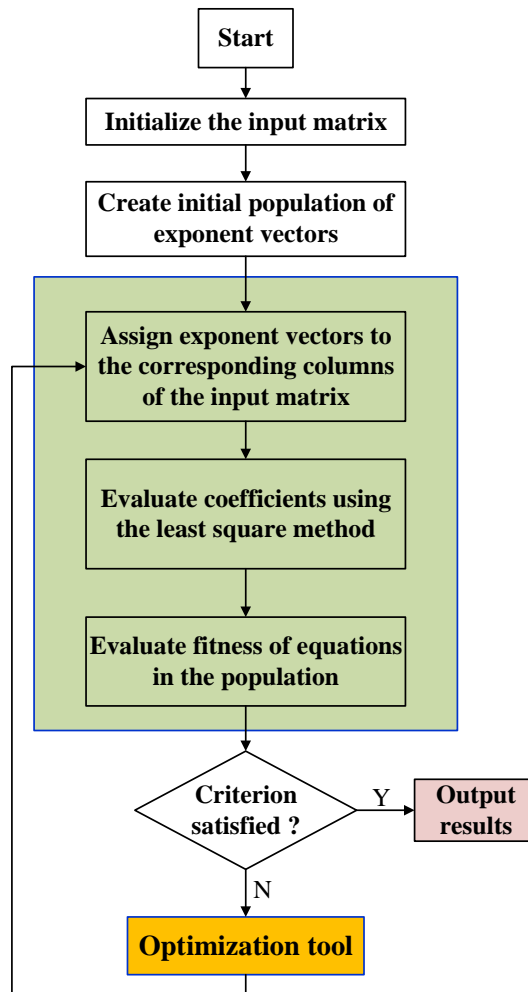 Start
Initialize the input matrix
Create initial population of
exponent vectors
Assign exponent vectors to
the corresponding columns
of the input matrix
Evaluate coefficients using
the least square method
Evaluate fitness of equations
in the population
Criterion
satisfied ?
Y
Output
results
N
Optimization tool